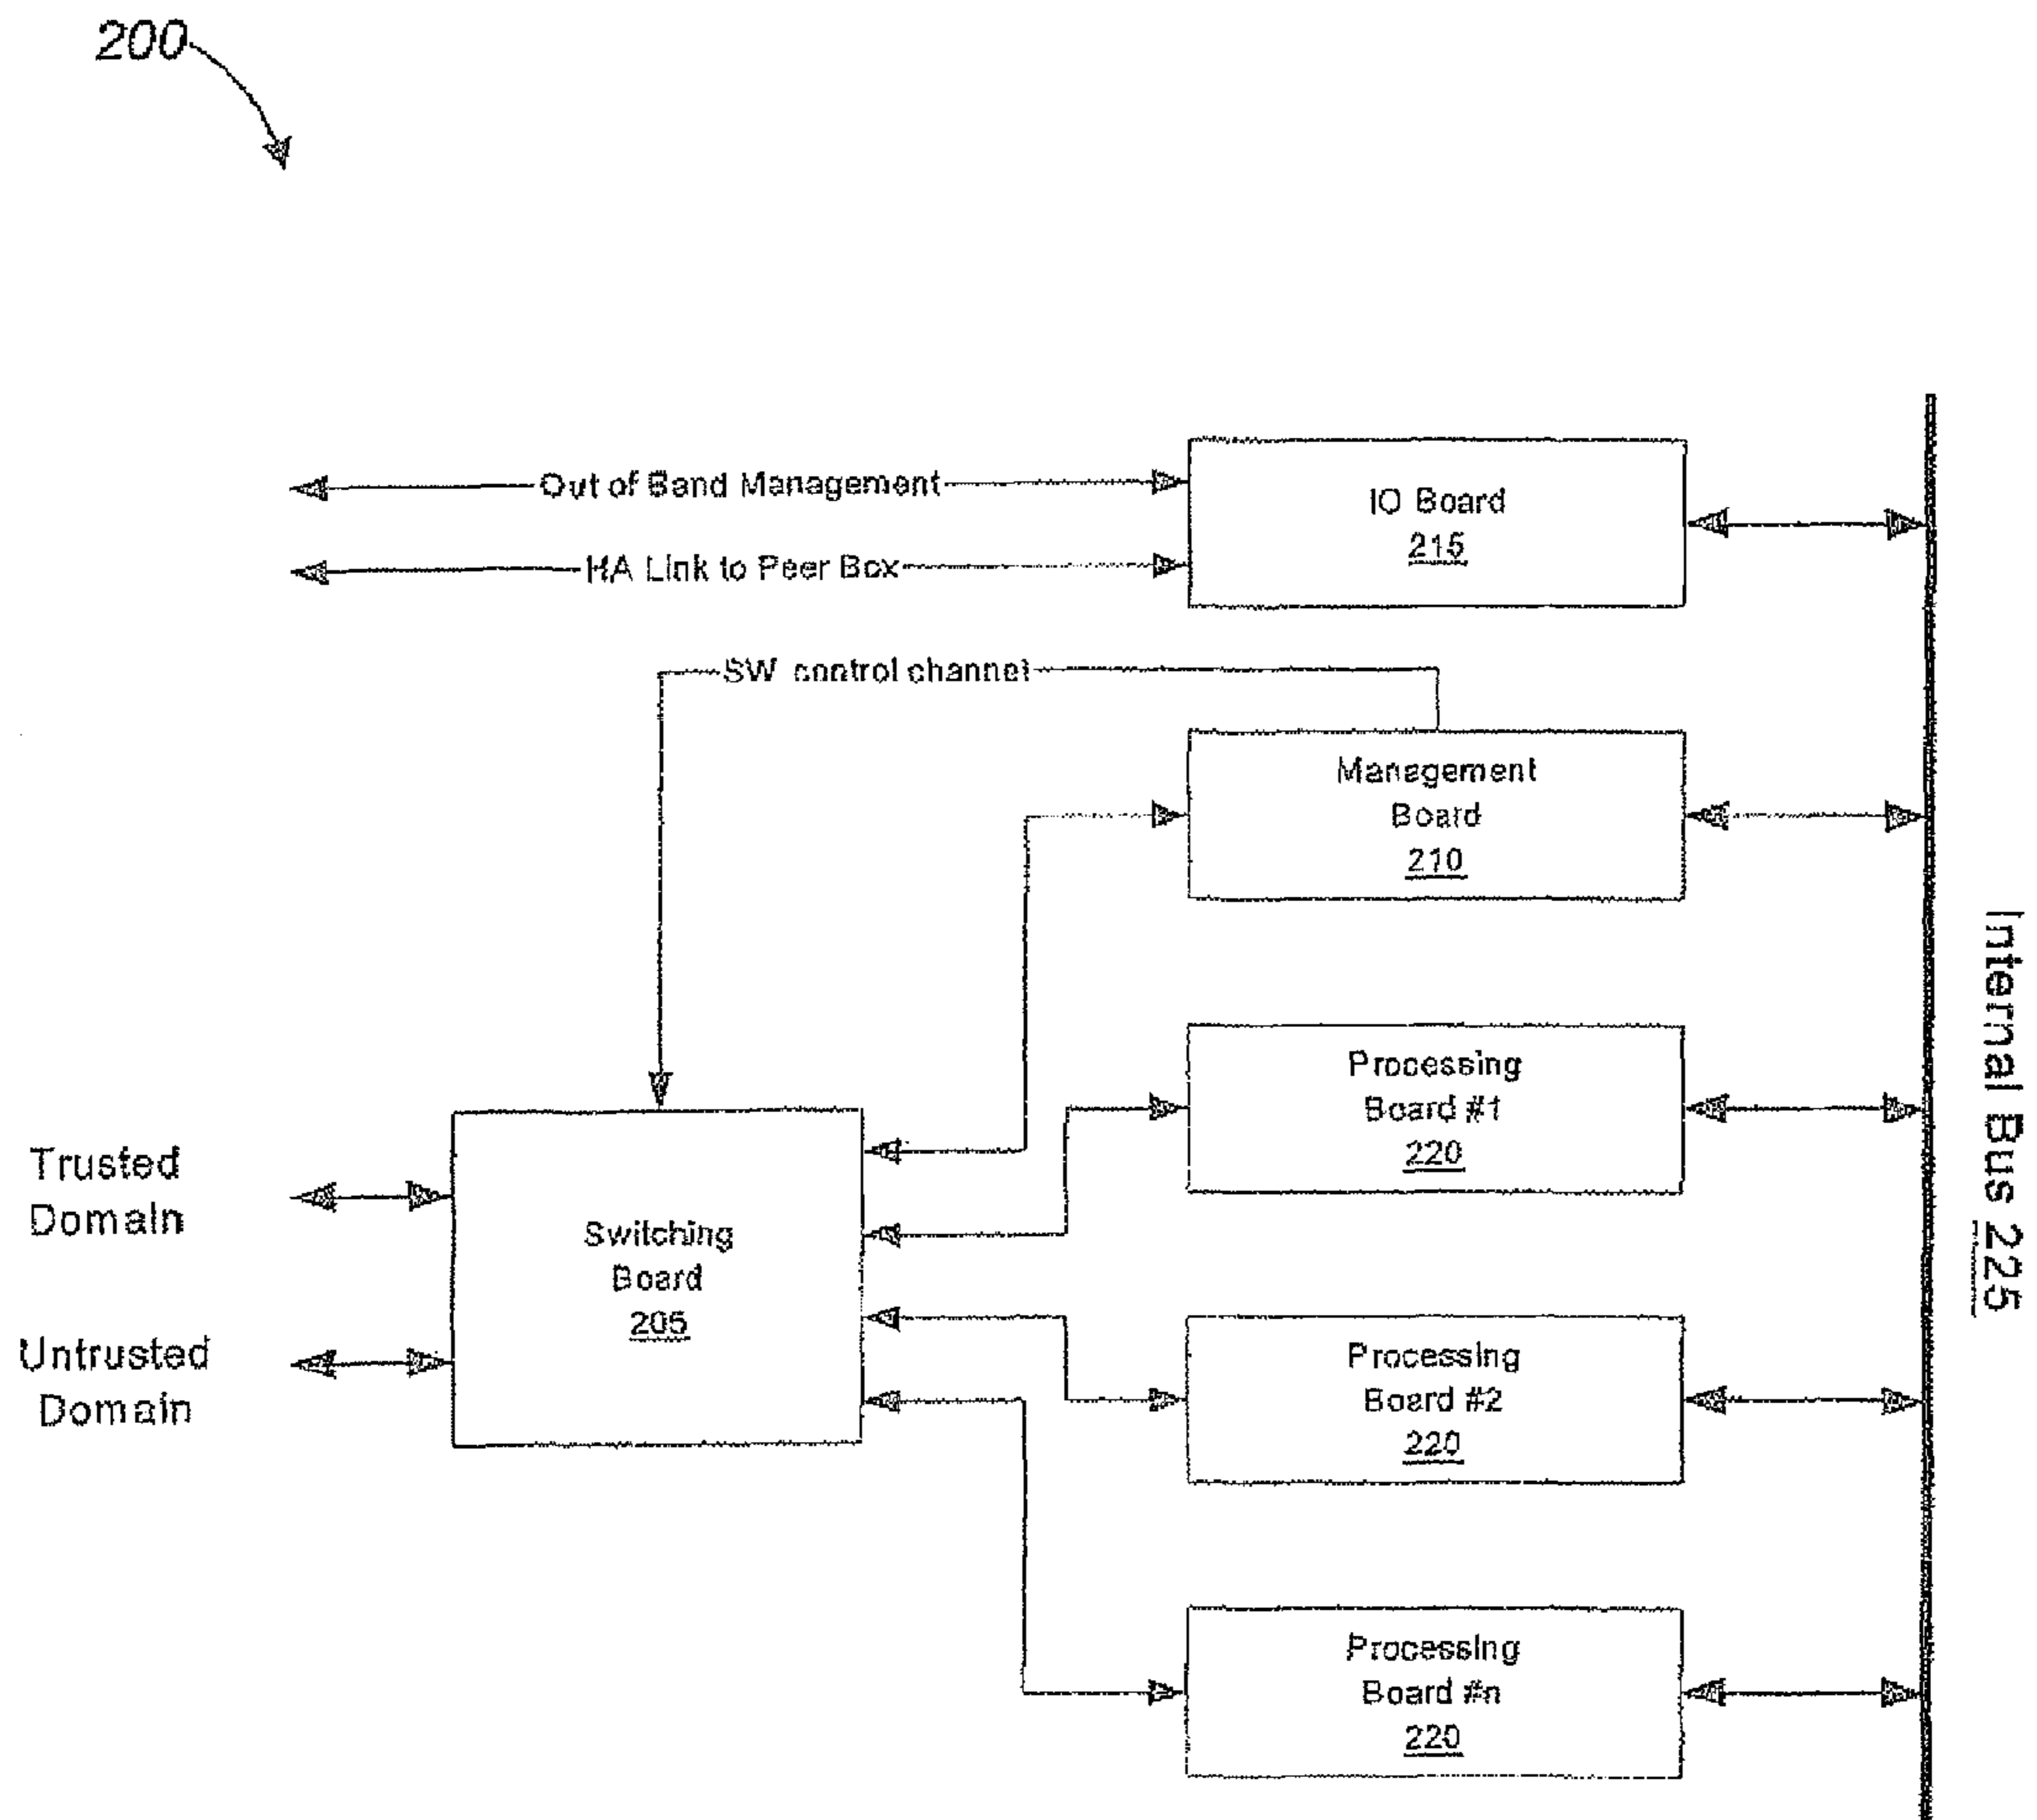 200
Out of Band Management
IO Board
215
HA Link to Peer Box
SW control channel
Management
Board
210
Processing
Board #1
220
Trusted
Domain
Switching
Board
205
Untrusted
Domain
Processing
Board #2
220
Processing
Board #n
220
Internal Bus 225